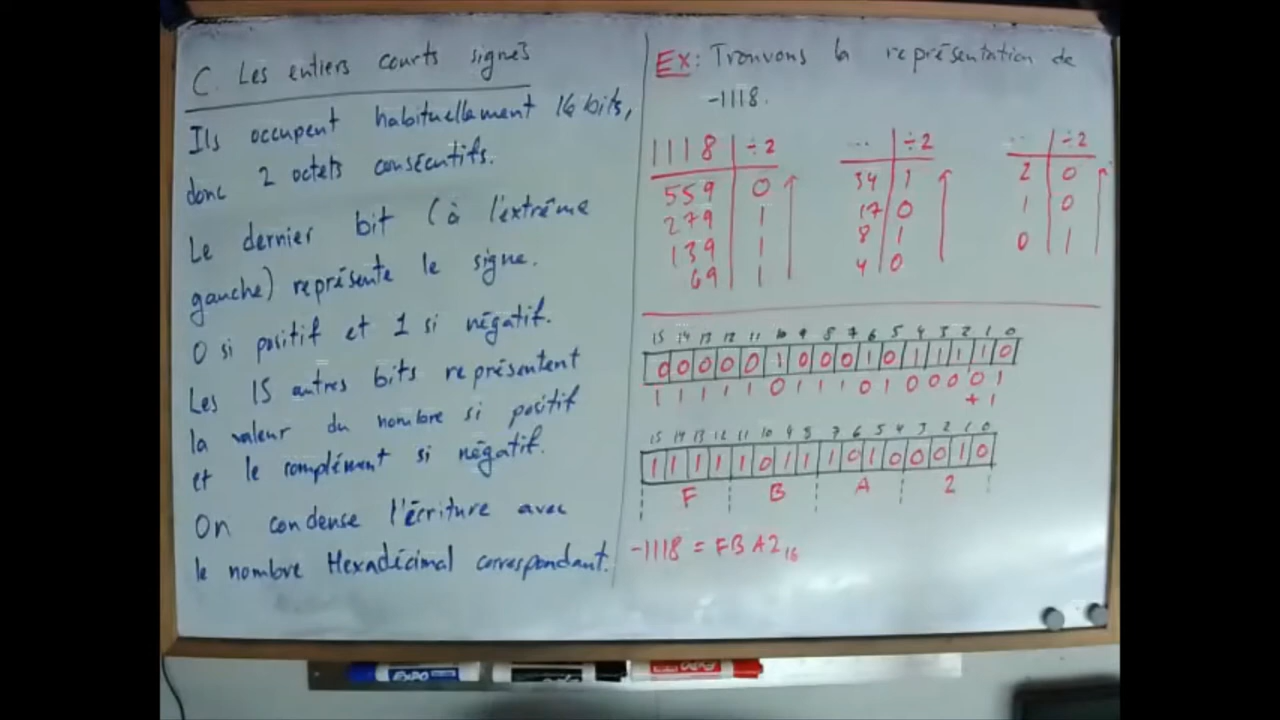 C. Les entiers courts signés
Ils occupent habituellement 16 bits,
donc 2 octets consécutifs.
Le dernier bit (à l'extrême
gauche) représente le signe.
0 si positif et 1 si négatif.
Les 15 autres bits représentent
la valeur du nombre si positif
et le complément si négatif.
On condense l'écriture avec
le nombre Hexadécimal correspondant.
Ex: Trouvons la représentation de
-1118.
1118 ÷2
559 0
279 1
139 1
69 1
... ÷2
34 1
17 0
8 1
4 0
... ÷2
2 0
1 0
0 1
15 14 13 12 11 10 9 8 7 6 5 4 3 2 1 0
0 0 0 0 0 1 0 0 0 1 0 1 1 1 1 0
1 1 1 1 1 0 1 1 1 0 1 0 0 0 0 1
+ 1
15 14 13 12 11 10 9 8 7 6 5 4 3 2 1 0
1 1 1 1 1 0 1 1 1 0 1 0 0 0 1 0
F B A 2
-1118 = FBA2₁₆
EXPO